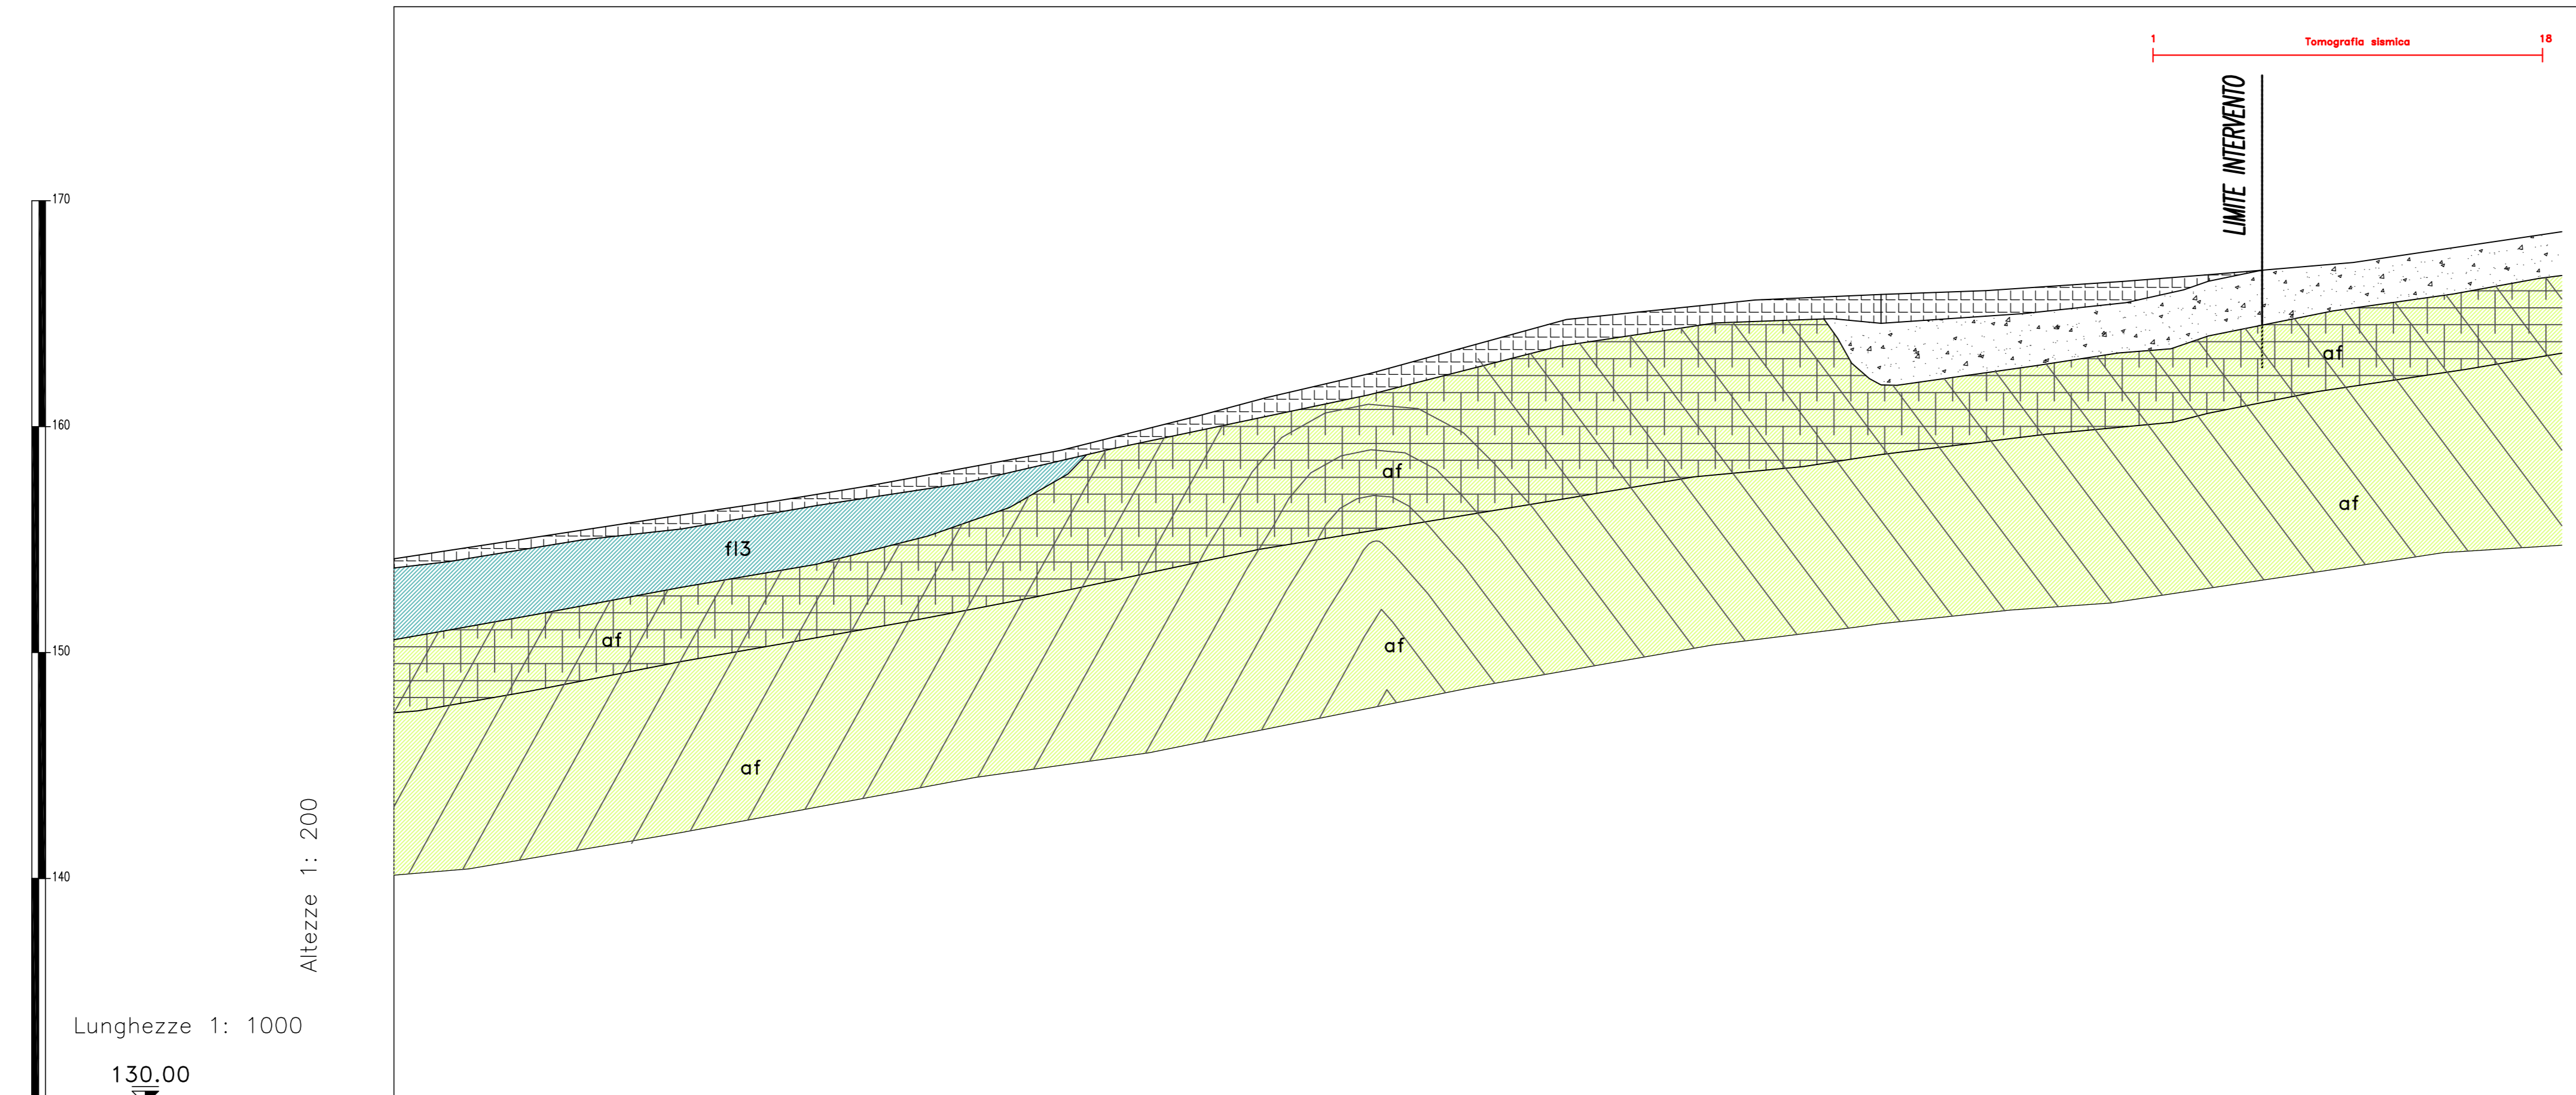 1
Tomografia sismica
18
LIMITE INTERVENTO
170
160
150
140
af
af
af
fl3
af
af
af
Altezze 1: 200
Lunghezze 1: 1000
130.00